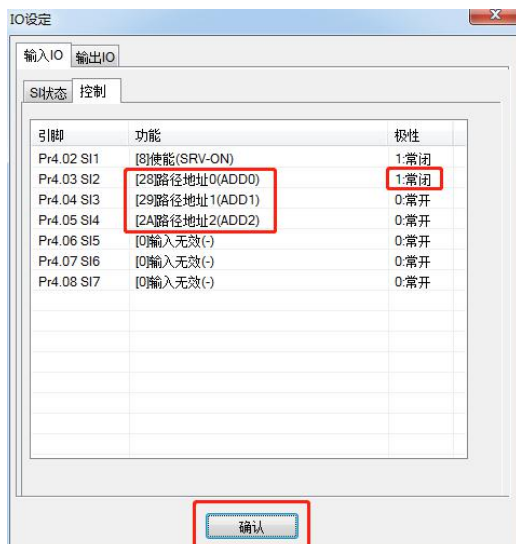 IO设定
输入IO 输出IO
SI状态 控制
引脚 功能 极性
Pr4.02 SI1 [8]使能(SRV-ON) 1:常闭
Pr4.03 SI2 [28]路径地址0(ADD0) 1:常闭
Pr4.04 SI3 [29]路径地址1(ADD1) 0:常开
Pr4.05 SI4 [2A]路径地址2(ADD2) 0:常开
Pr4.06 SI5 [0]输入无效(-) 0:常开
Pr4.07 SI6 [0]输入无效(-) 0:常开
Pr4.08 SI7 [0]输入无效(-) 0:常开
确认